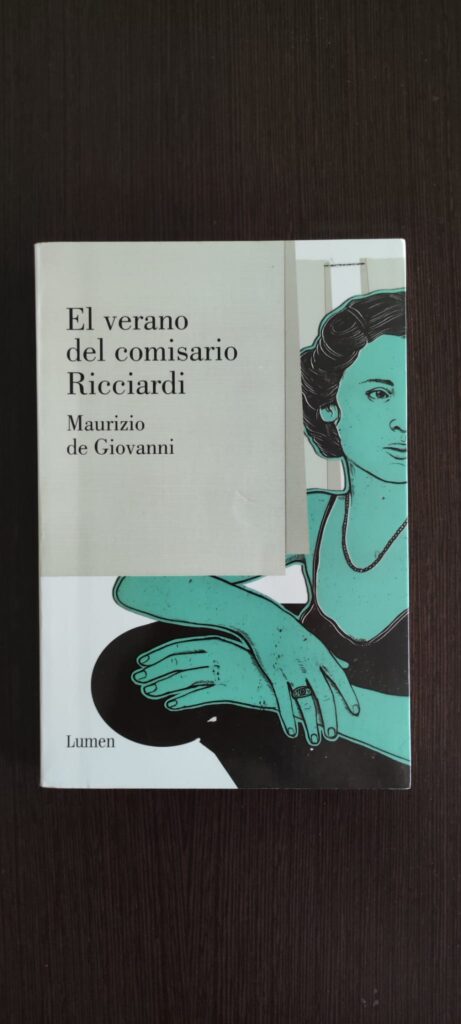 El verano
del comisario
Ricciardi
Maurizio
de Giovanni
Lumen